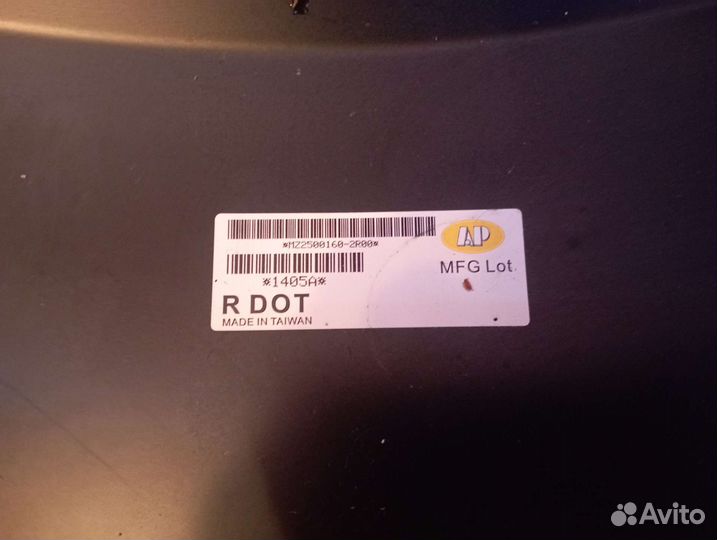 *MZ2500160-2R00*
AP
*1405A*
MFG Lot
R DOT
MADE IN TAIWAN
Avito